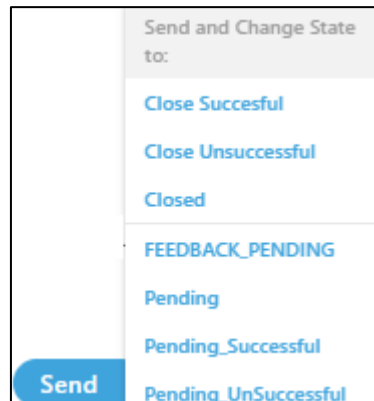 Send and Change State
to:
Close Succesful
Close Unsuccessful
Closed
FEEDBACK_PENDING
Pending
Pending_Successful
Send
Pending_UnSuccessful